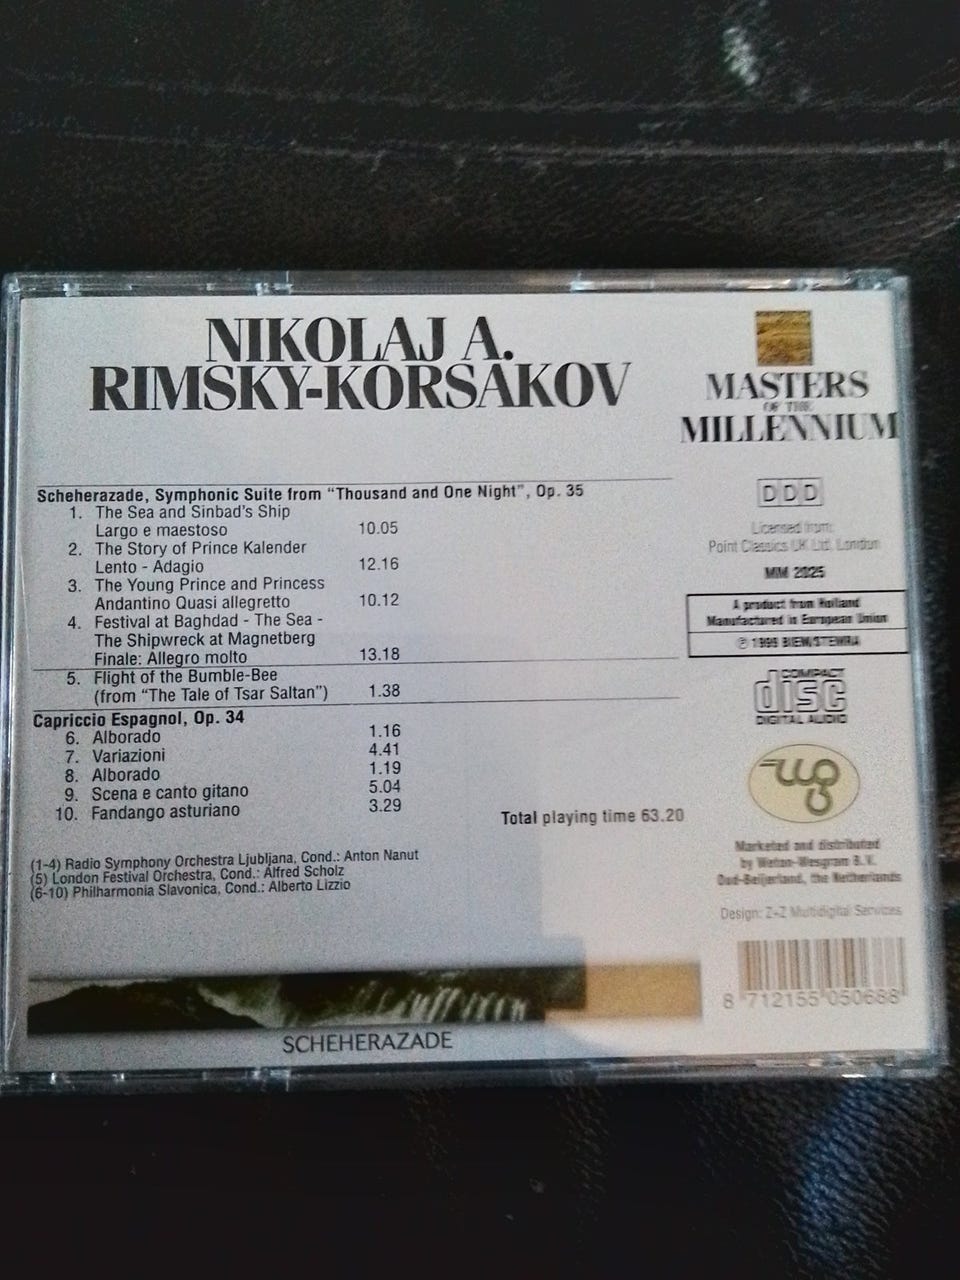 NIKOLAJ A.
RIMSKY-KORSAKOV
MASTERS
OF THE
MILLENNIUM
Scheherazade, Symphonic Suite from “Thousand and One Night”, Op. 35
1. The Sea and Sinbad's Ship
Largo e maestoso 10.05
2. The Story of Prince Kalender
Lento - Adagio 12.16
3. The Young Prince and Princess
Andantino Quasi allegretto 10.12
4. Festival at Baghdad - The Sea -
The Shipwreck at Magnetberg
Finale: Allegro molto 13.18
5. Flight of the Bumble-Bee
(from “The Tale of Tsar Saltan”) 1.38
Capriccio Espagnol, Op. 34
6. Alborado 1.16
7. Variazioni 4.41
8. Alborado 1.19
9. Scena e canto gitano 5.04
10. Fandango asturiano 3.29
Total playing time 63.20
(1-4) Radio Symphony Orchestra Ljubljana, Cond.: Anton Nanut
(5) London Festival Orchestra, Cond.: Alfred Scholz
(6-10) Philharmonia Slavonica, Cond.: Alberto Lizzio
SCHEHERAZADE
DDD
Licensed from:
Point Classics UK Ltd. London
MM 2025
A product from Holland
Manufactured in European Union
BIEM/STEMRA
COMPACT
disc
DIGITAL AUDIO
Marketed and distributed
by Weton-Wesgram B.V.
Oud-Beijerland, the Netherlands
Design: Z+Z Multidigital Services
8 712155 050688